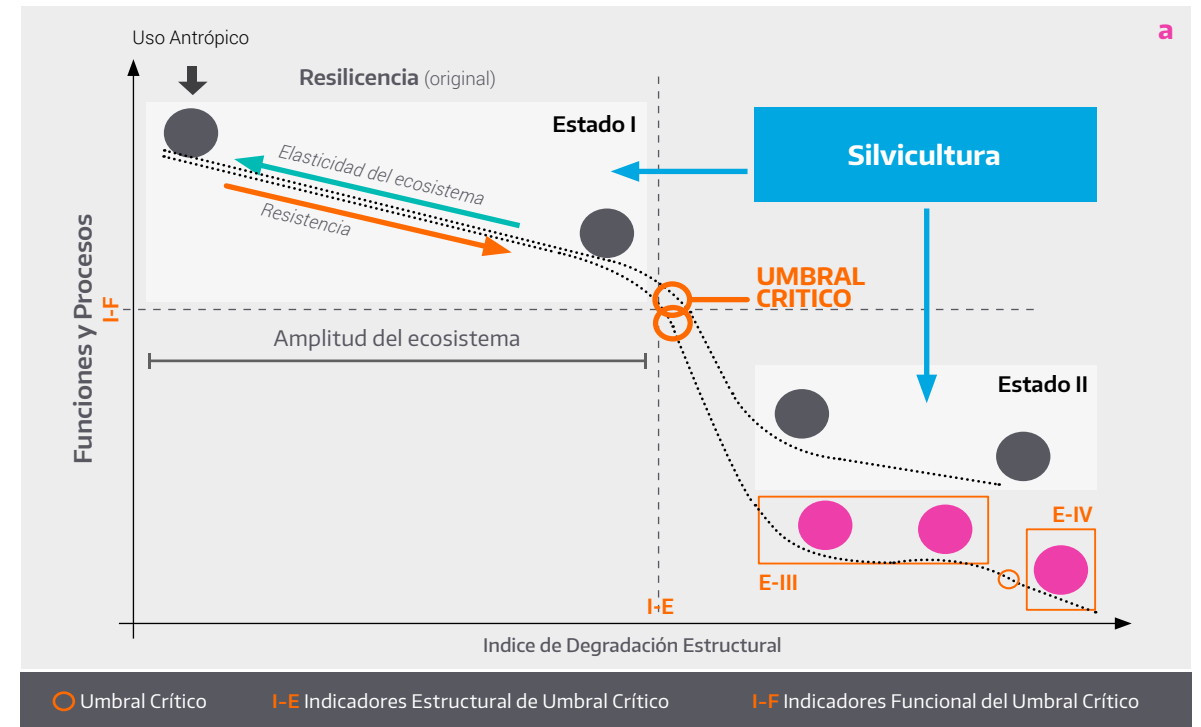 a
Uso Antrópico
Resilicencia (original)
Estado I
Silvicultura
Elasticidad del ecosistema
Resistencia
UMBRAL
CRITICO
Funciones y Procesos
I-F
Amplitud del ecosistema
Estado II
E-IV
E-III
I-E
Indice de Degradación Estructural
Umbral Crítico
I-E Indicadores Estructural de Umbral Crítico
I-F Indicadores Funcional del Umbral Crítico